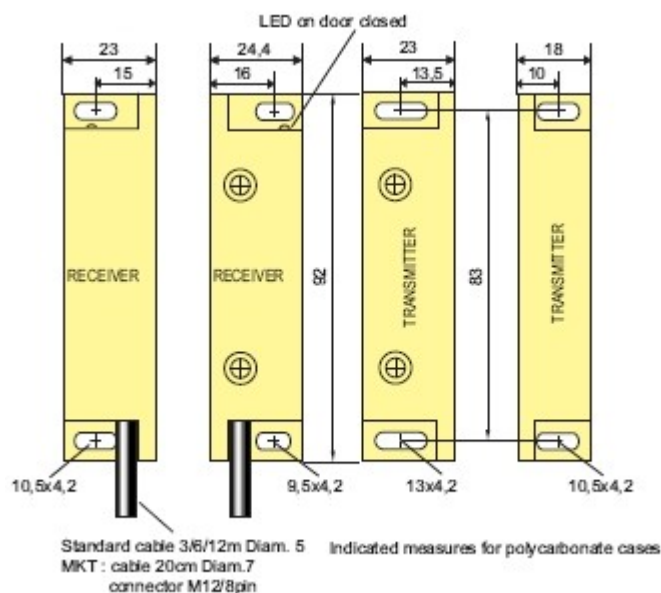 LED on door closed
23
24,4
23
18
15
16
13,5
10
RECEIVER
RECEIVER
92
TRANSMITTER
83
TRANSMITTER
10,5x4,2
9,5x4,2
13x4,2
10,5x4,2
Standard cable 3/6/12m Diam. 5
MKT : cable 20cm Diam.7
connector M12/8pin
Indicated measures for polycarbonate cases